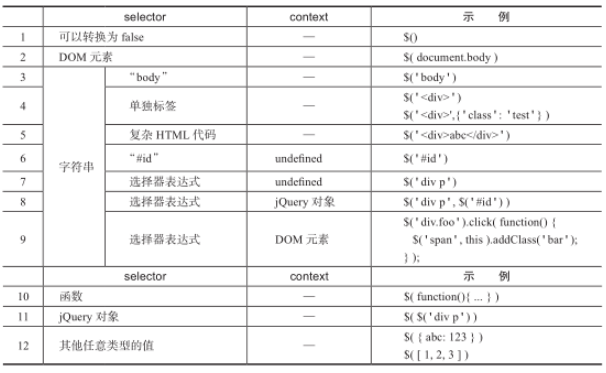 selector context 示 例
1 可以转换为 false — $()
2 DOM 元素 — $( document.body )
3 “body” — $('body')
4 单独标签 — $('<div>')
$('<div>',{'class': 'test'} )
5 复杂 HTML 代码 — $('<div>abc</div>')
字符串
6 “#id” undefined $('#id')
7 选择器表达式 undefined $('div p')
8 选择器表达式 jQuery 对象 $('div p', $('#id') )
9 选择器表达式 DOM 元素 $('div.foo').click( function() {
$('span', this ).addClass('bar');
} );
selector context 示 例
10 函数 — $( function(){ ... } )
11 jQuery 对象 — $( $('div p') )
12 其他任意类型的值 — $( { abc: 123 } )
$( [ 1, 2, 3 ] )